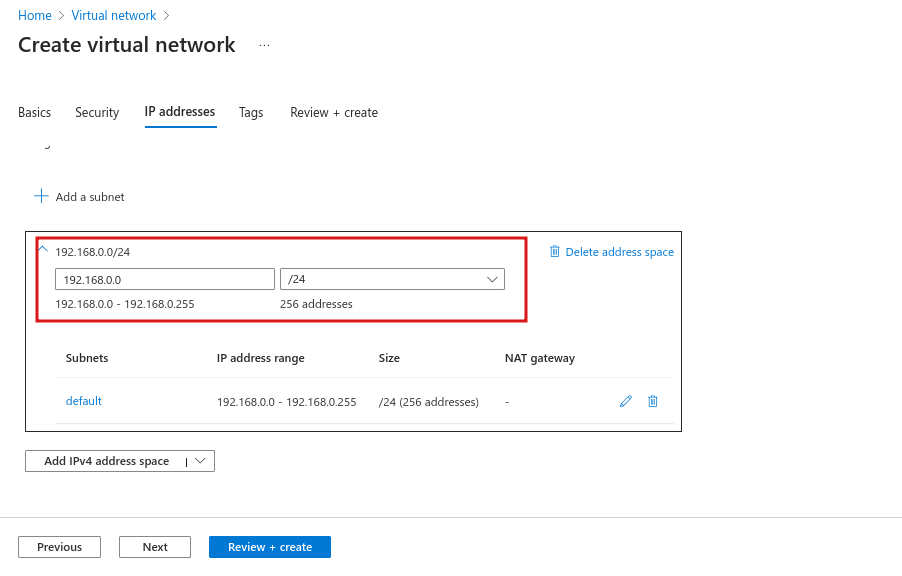 Home > Virtual network >
Create virtual network ...
Basics Security IP addresses Tags Review + create
+ Add a subnet
192.168.0.0/24 Delete address space
192.168.0.0 /24
192.168.0.0 - 192.168.0.255 256 addresses
Subnets IP address range Size NAT gateway
default 192.168.0.0 - 192.168.0.255 /24 (256 addresses) -
Add IPv4 address space |
Previous Next Review + create